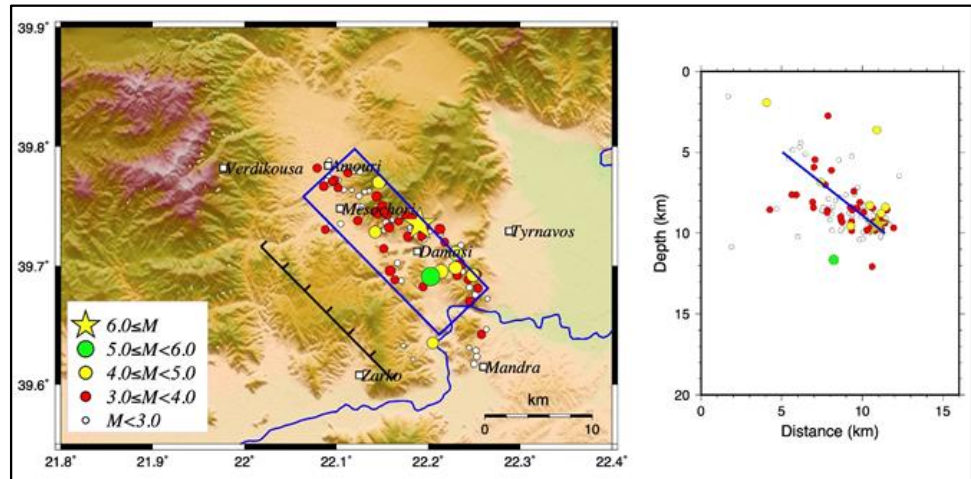 39.9
39.8
39.7
39.6
21.8˚
21.9˚
22˚
22.1˚
22.2˚
22.3˚
22.4˚
Verdikousa
Amouri
Mesochori
Tyrnavos
Damasi
Zarko
Mandra
6.0≤M
5.0≤M<6.0
4.0≤M<5.0
3.0≤M<4.0
M<3.0
km
0 10
0
5
10
15
20
Depth (km)
0 5 10 15
Distance (km)